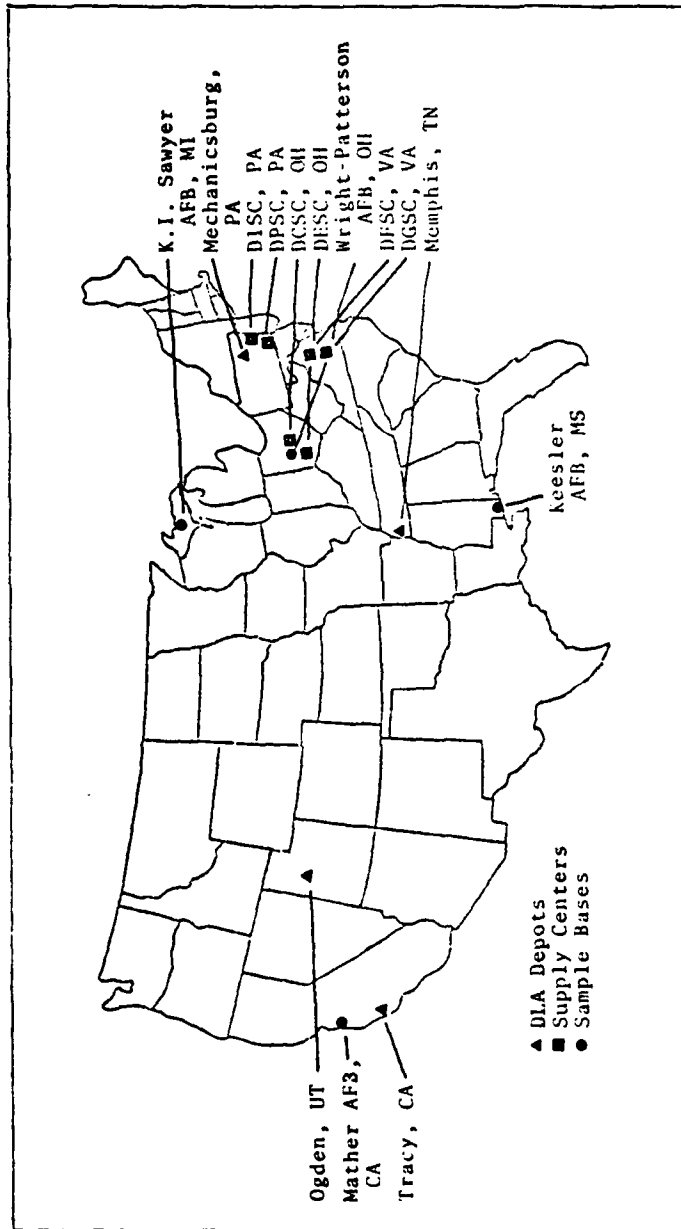 K.I. Sawyer
AFB, MI
Mechanicsburg,
PA
DISC, PA
DPSC, PA
DCSC, OH
DESC, OH
Wright-Patterson
AFB, OH
DFSC, VA
DGSC, VA
Memphis, TN
Keesler
AFB, MS
Ogden, UT
Mather AF3,
CA
Tracy, CA
▲ DLA Depots
■ Supply Centers
● Sample Bases